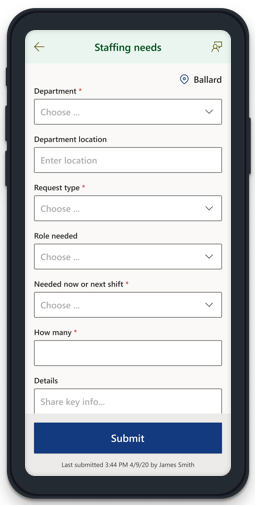 Staffing needs
Ballard
Department *
Choose ...
Department location
Enter location
Request type *
Choose ...
Role needed
Choose ...
Needed now or next shift *
Choose ...
How many *
Details
Share key info...
Submit
Last submitted 3:44 PM 4/9/20 by James Smith